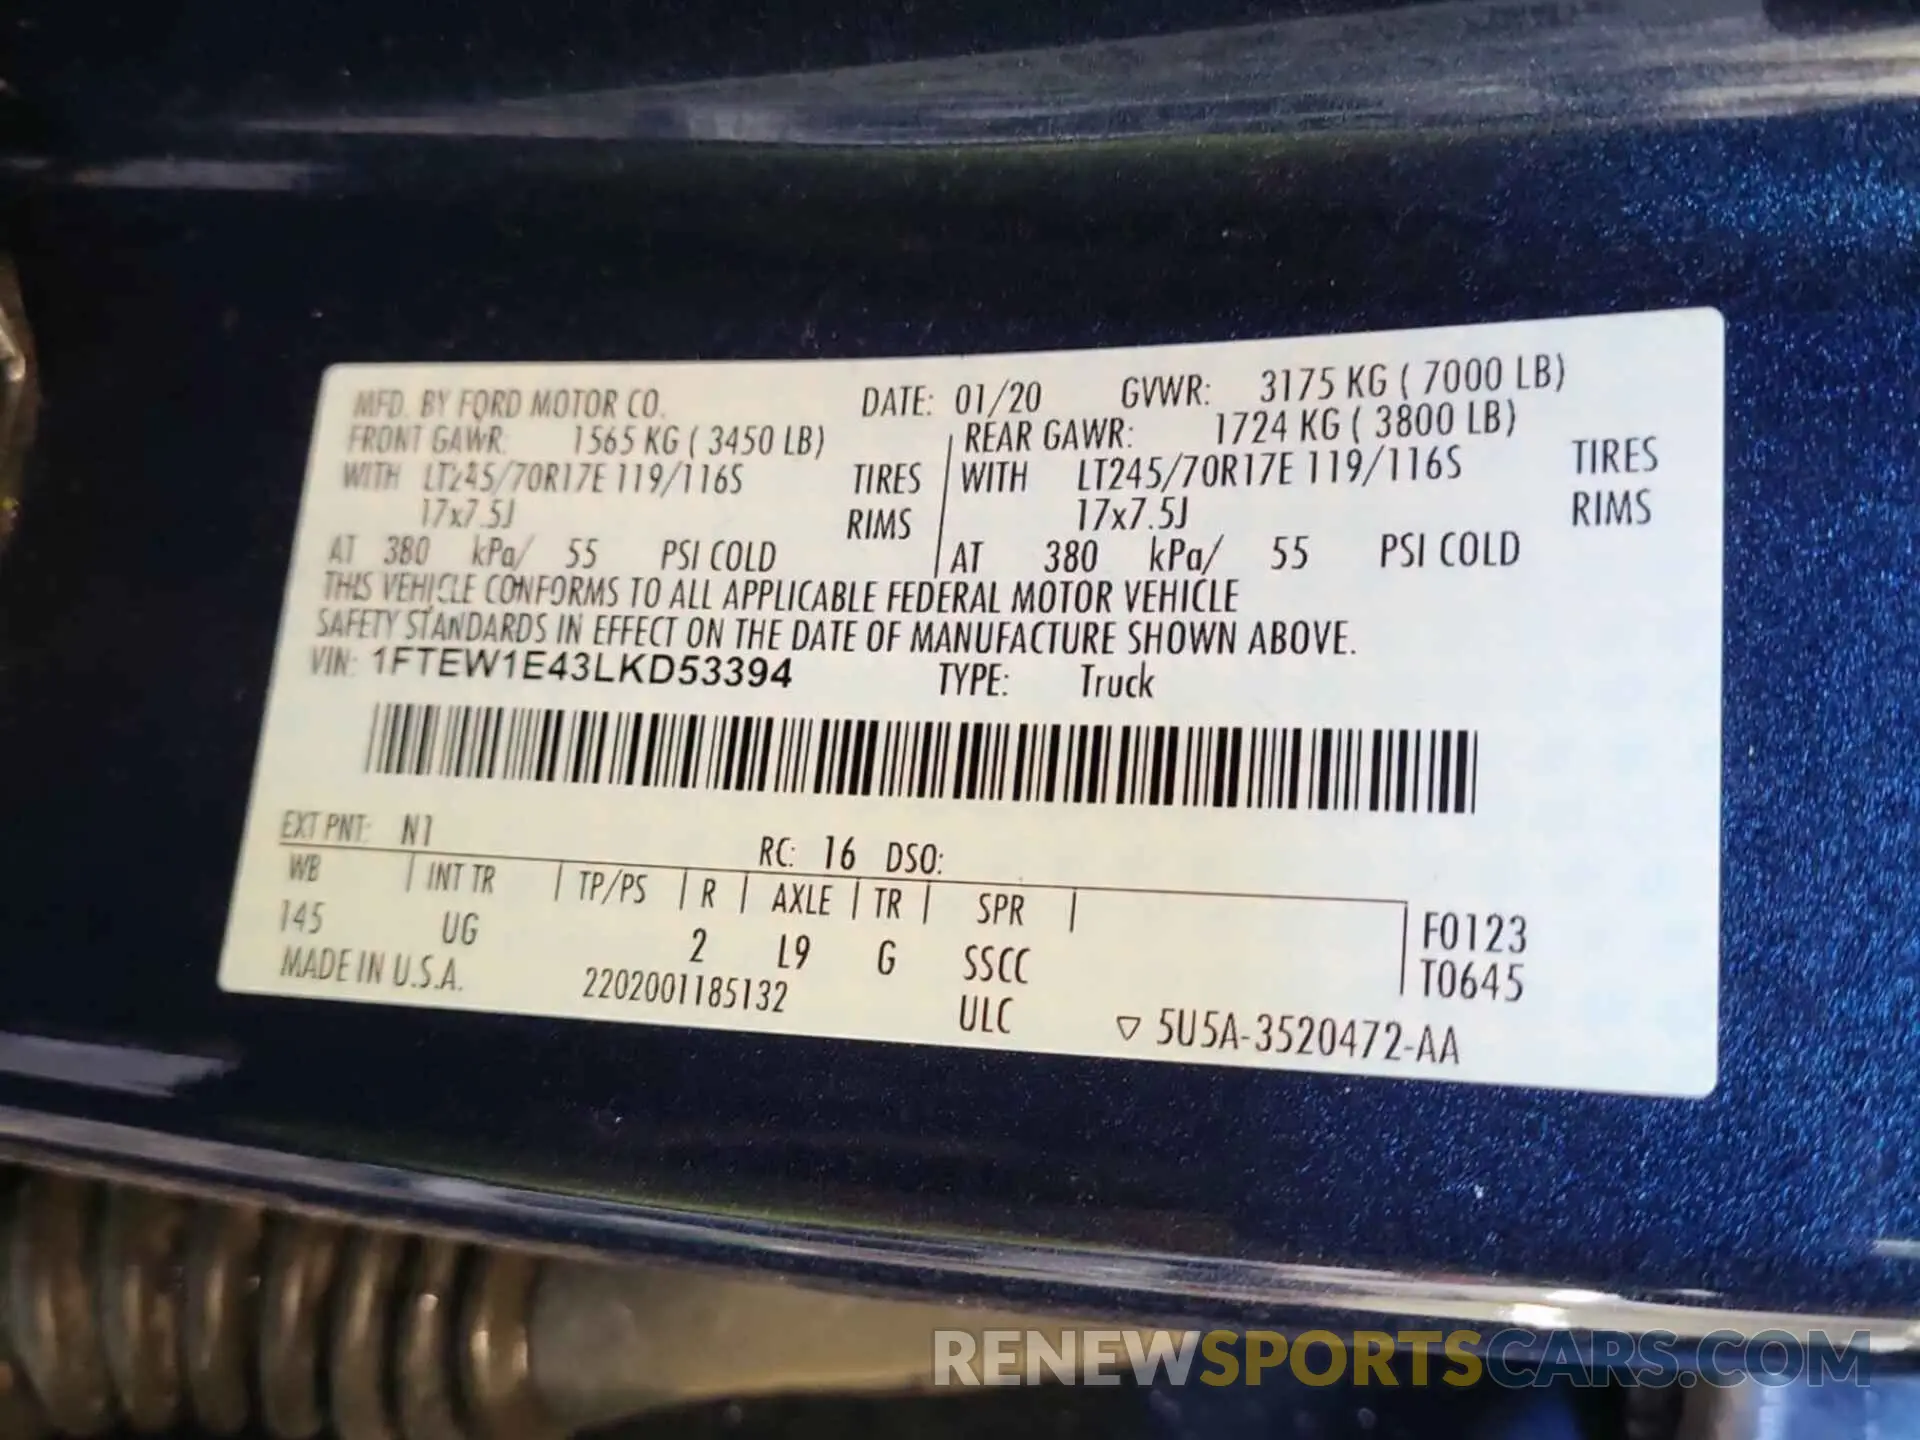 MFD. BY FORD MOTOR CO. DATE: 01/20 GVWR: 3175 KG ( 7000 LB)
FRONT GAWR: 1565 KG ( 3450 LB) REAR GAWR: 1724 KG ( 3800 LB)
WITH LT245/70R17E 119/116S TIRES WITH LT245/70R17E 119/116S TIRES
17x7.5J RIMS 17x7.5J RIMS
AT 380 kPa/ 55 PSI COLD AT 380 kPa/ 55 PSI COLD
THIS VEHICLE CONFORMS TO ALL APPLICABLE FEDERAL MOTOR VEHICLE
SAFETY STANDARDS IN EFFECT ON THE DATE OF MANUFACTURE SHOWN ABOVE.
VIN: 1FTEW1E43LKD53394 TYPE: Truck
EXT PNT: N1 RC: 16 DSO:
WB INT TR TP/PS R AXLE TR SPR F0123
145 UG 2 L9 G SSCC T0645
MADE IN U.S.A. 2202001185132 ULC ▽ 5U5A-3520472-AA
RENEWSPORTSCARS.COM